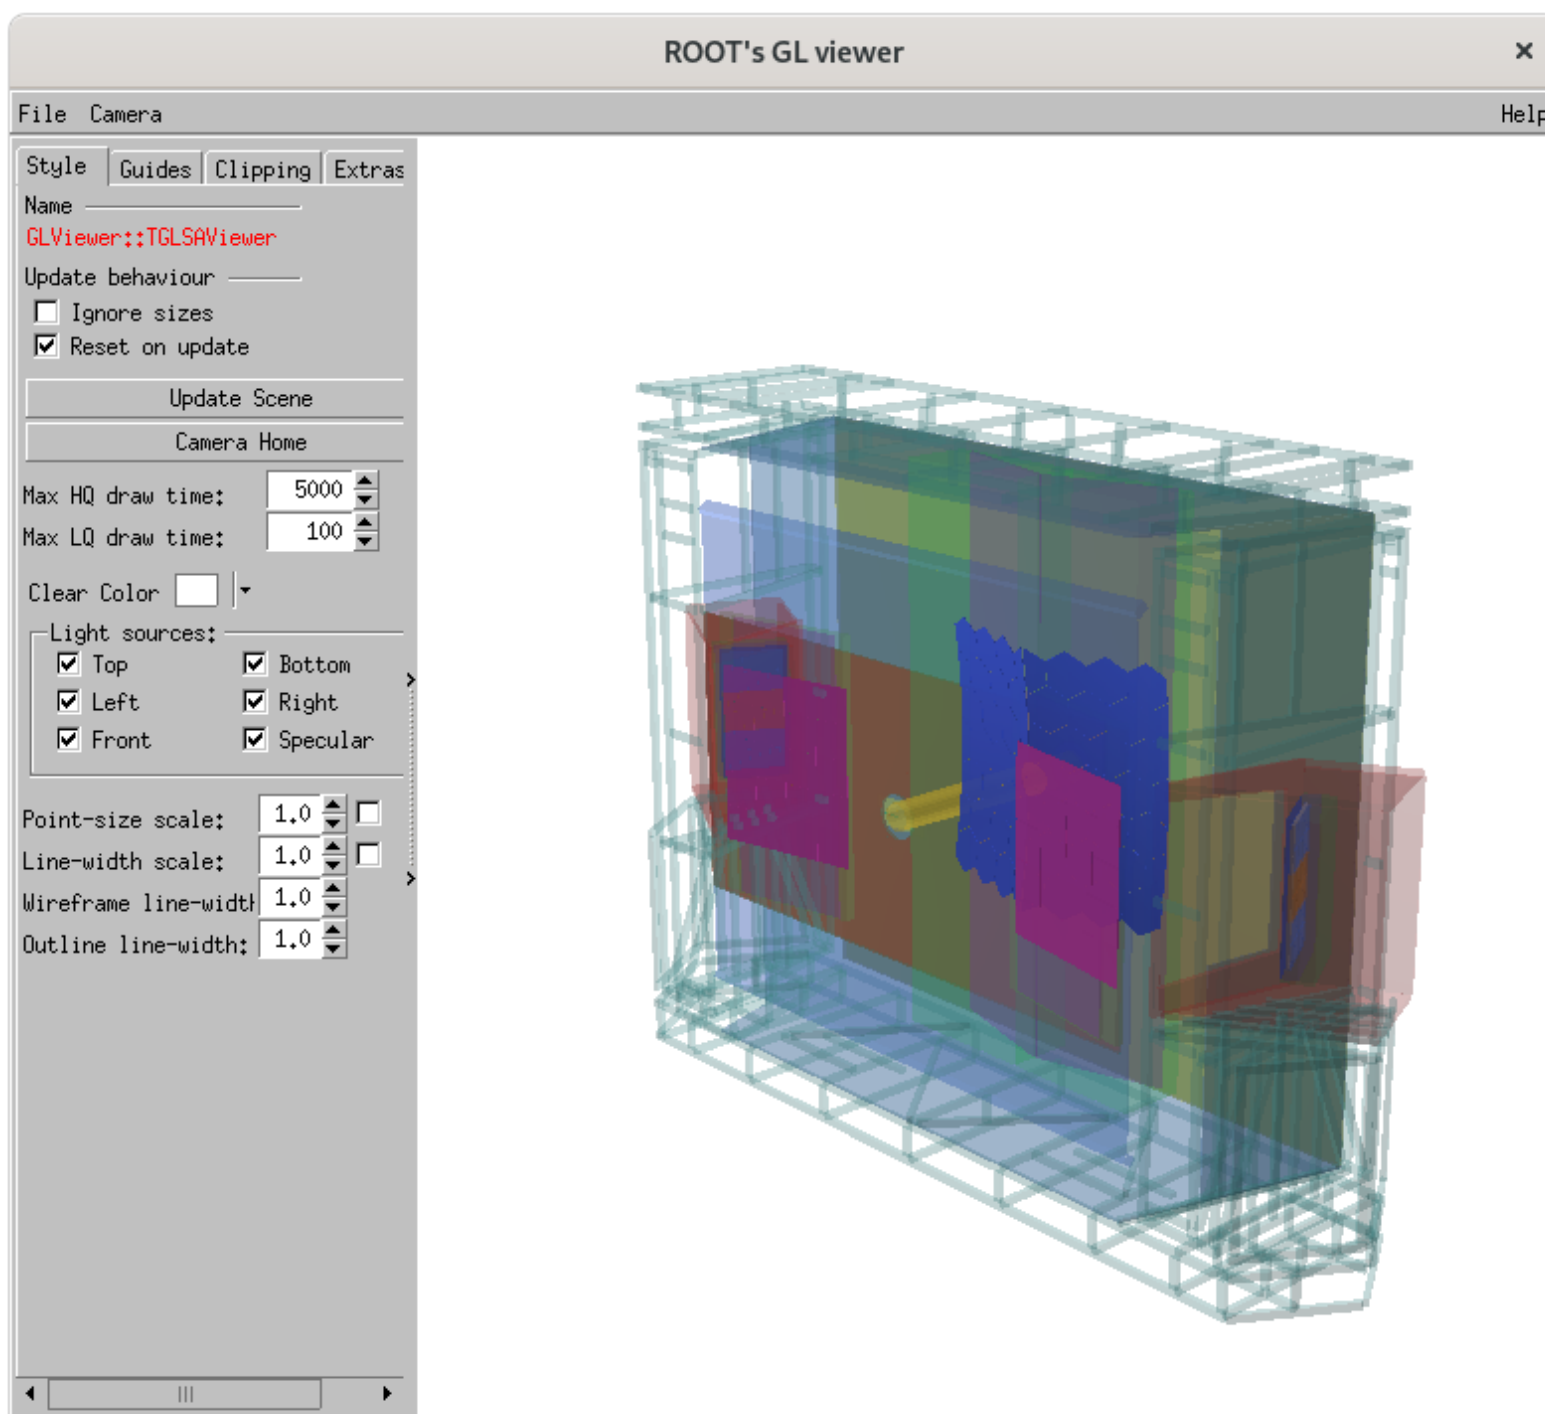 ROOT's GL viewer ×
File Camera Help
Style Guides Clipping Extras
Name
GLViewer::TGLSAViewer
Update behaviour
Ignore sizes
Reset on update
Update Scene
Camera Home
Max HQ draw time: 5000
Max LQ draw time: 100
Clear Color
Light sources:
Top Bottom
Left Right
Front Specular
Point-size scale: 1.0
Line-width scale: 1.0
Wireframe line-width 1.0
Outline line-width: 1.0